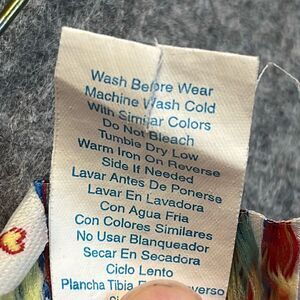 Wash Before Wear
Machine Wash Cold
With Similar Colors
Do Not Bleach
Tumble Dry Low
Warm Iron On Reverse
Side If Needed
Lavar Antes De Ponerse
Lavar En Lavadora
Con Agua Fria
Con Colores Similares
No Usar Blanqueador
Secar En Secadora
Ciclo Lento
Plancha Tibia